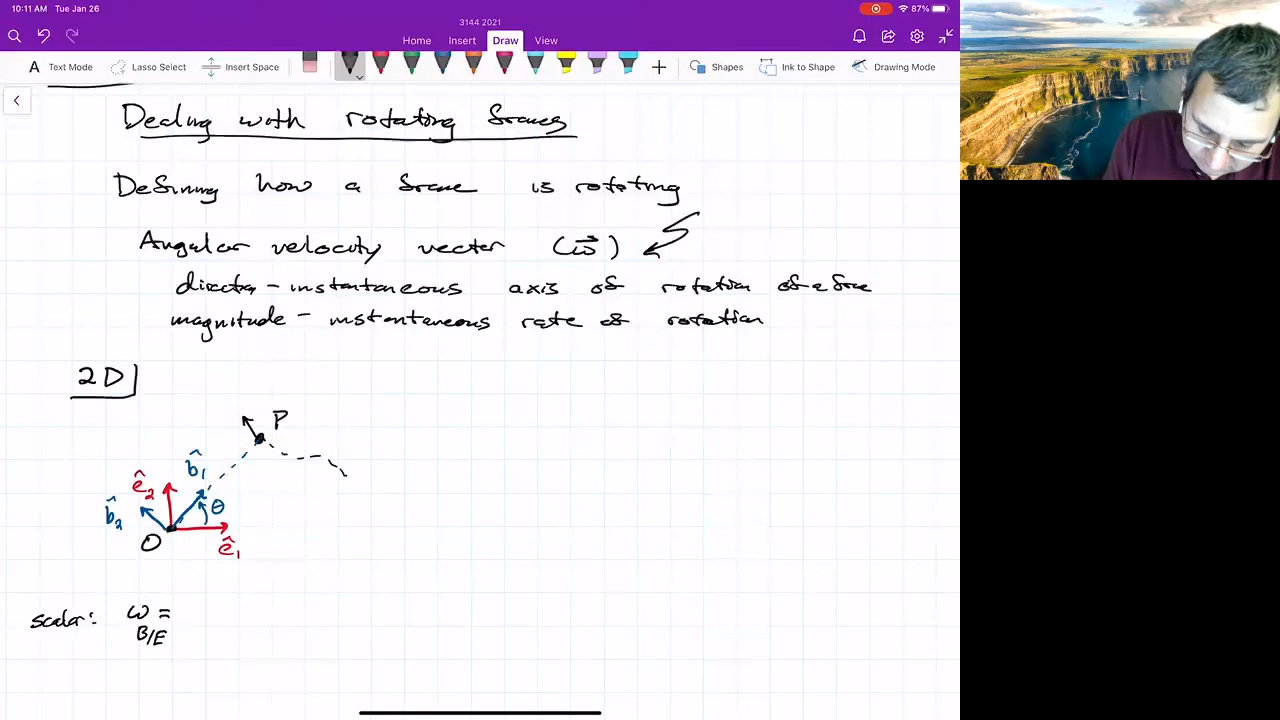 10:11 AM Tue Jan 26
87%
3144 2021
Home Insert Draw View
Text Mode Lasso Select Insert Space Shapes Ink to Shape Drawing Mode
Dealing with rotating frames
Defining how a frame is rotating
Angular velocity vector (ω⃗)
direction - instantaneous axis of rotation of a frame
magnitude - instantaneous rate of rotation
2D
P
b̂₁
ê₂
b̂₂
θ
O
ê₁
scalar: ω =
B/E